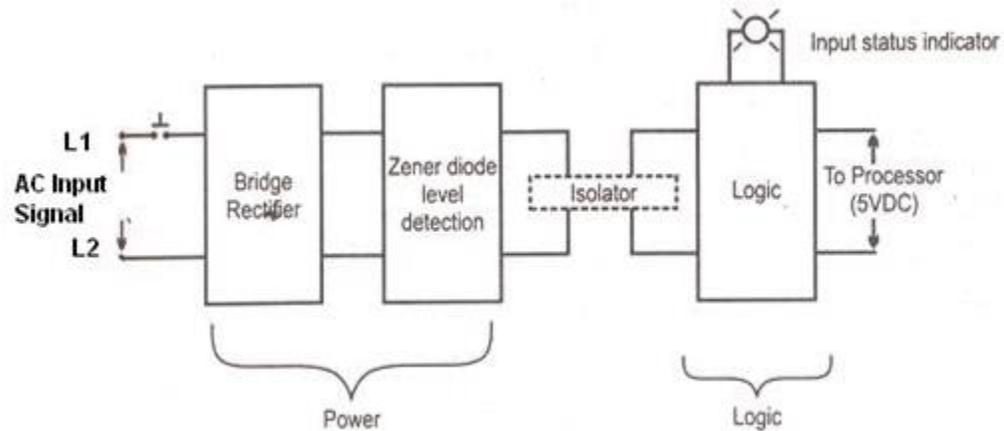 Input status indicator
L1
AC Input
Signal
L2
Bridge
Rectifier
Zener diode
level
detection
Isolator
Logic
To Processor
(5VDC)
Power
Logic